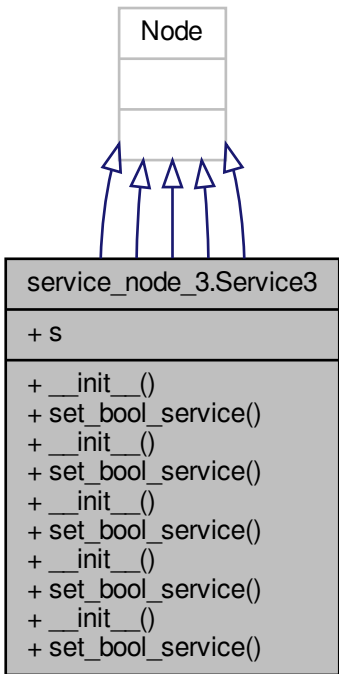 Node
service_node_3.Service3
+ s
+ __init__()
+ set_bool_service()
+ __init__()
+ set_bool_service()
+ __init__()
+ set_bool_service()
+ __init__()
+ set_bool_service()
+ __init__()
+ set_bool_service()